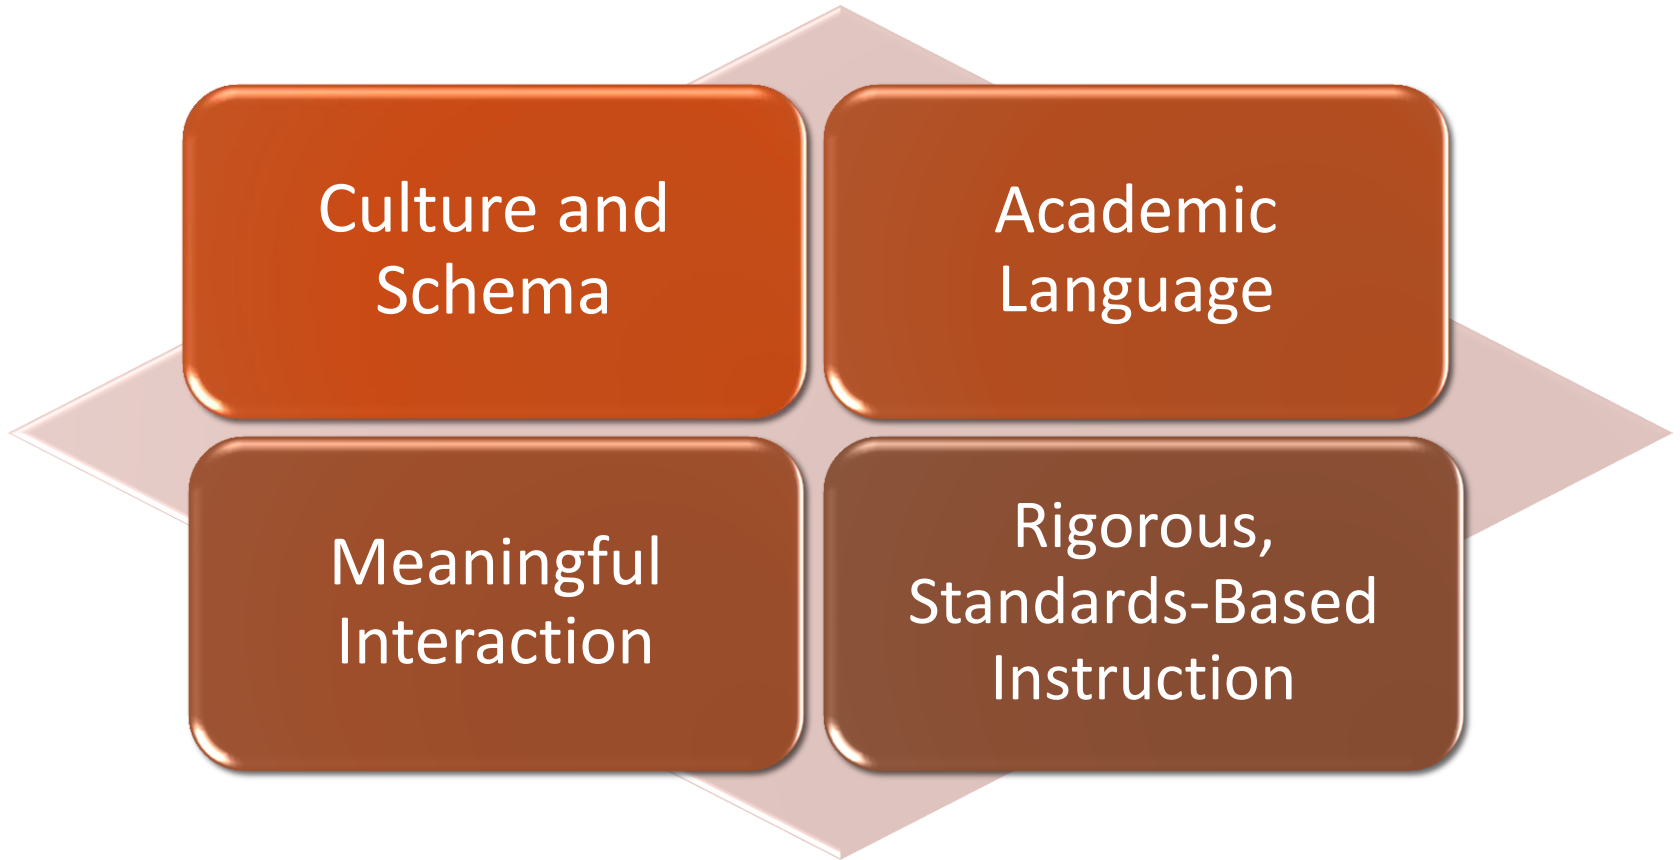 Culture and
Schema
Academic
Language
Meaningful
Interaction
Rigorous,
Standards-Based
Instruction